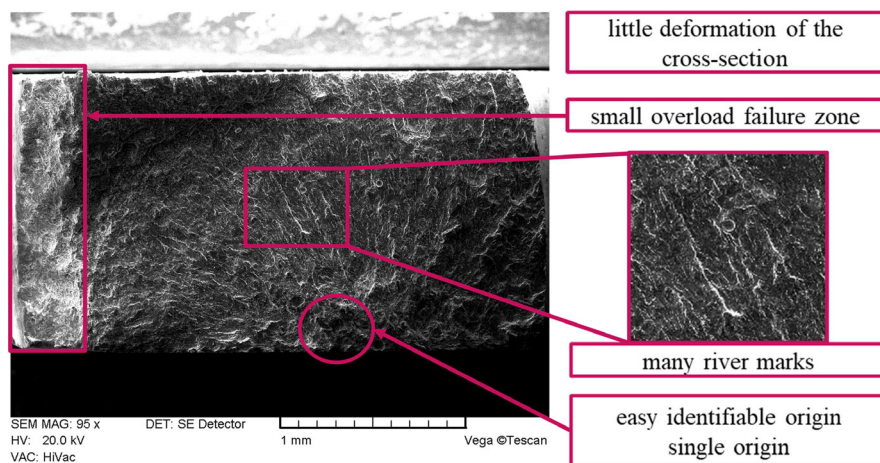 little deformation of the
cross-section
small overload failure zone
many river marks
easy identifiable origin
single origin
SEM MAG: 95 x DET: SE Detector
HV: 20.0 kV 1 mm Vega ©Tescan
VAC: HiVac